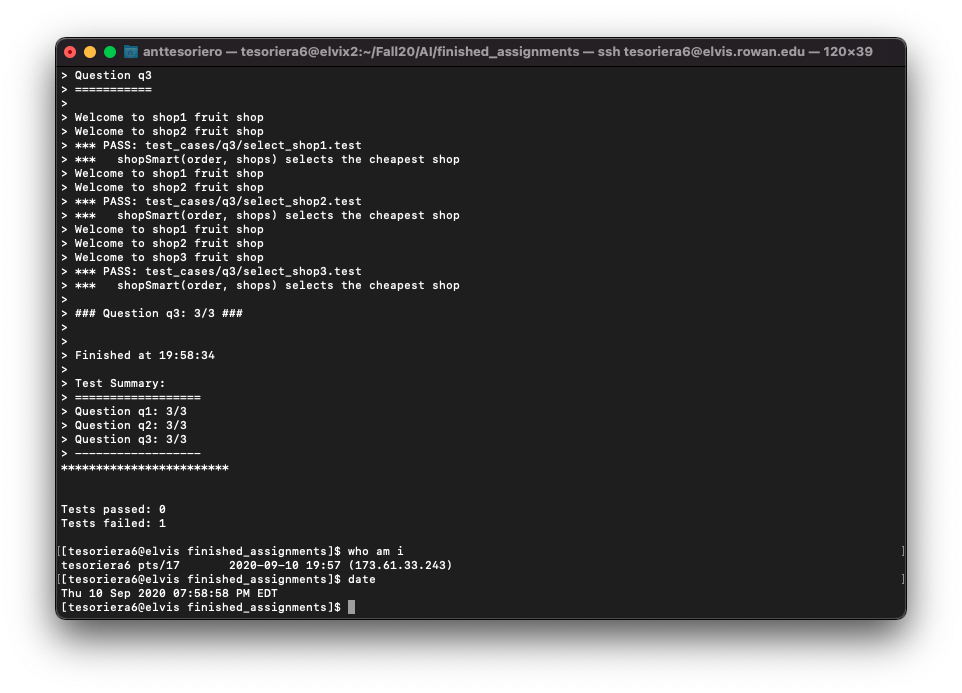 anttesoriero — tesoriera6@elvix2:~/Fall20/AI/finished_assignments — ssh tesoriera6@elvis.rowan.edu — 120×39
> Question q3
> ===========
>
> Welcome to shop1 fruit shop
> Welcome to shop2 fruit shop
> *** PASS: test_cases/q3/select_shop1.test
> ***   shopSmart(order, shops) selects the cheapest shop
> Welcome to shop1 fruit shop
> Welcome to shop2 fruit shop
> *** PASS: test_cases/q3/select_shop2.test
> ***   shopSmart(order, shops) selects the cheapest shop
> Welcome to shop1 fruit shop
> Welcome to shop2 fruit shop
> Welcome to shop3 fruit shop
> *** PASS: test_cases/q3/select_shop3.test
> ***   shopSmart(order, shops) selects the cheapest shop
>
> ### Question q3: 3/3 ###
>
>
> Finished at 19:58:34
>
> Test Summary:
> ==================
> Question q1: 3/3
> Question q2: 3/3
> Question q3: 3/3
> ------------------
************************
Tests passed: 0
Tests failed: 1
[[tesoriera6@elvis finished_assignments]$ who am i ]
tesoriera6 pts/17       2020-09-10 19:57 (173.61.33.243)
[[tesoriera6@elvis finished_assignments]$ date ]
Thu 10 Sep 2020 07:58:58 PM EDT
[tesoriera6@elvis finished_assignments]$